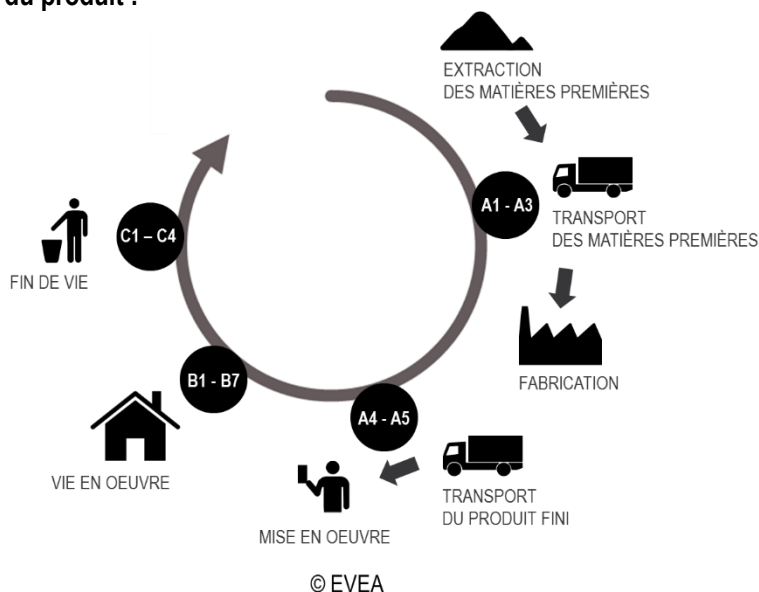 du produit :
EXTRACTION
DES MATIÈRES PREMIÈRES
A1 - A3
TRANSPORT
DES MATIÈRES PREMIÈRES
FABRICATION
A4 - A5
TRANSPORT
DU PRODUIT FINI
MISE EN OEUVRE
B1 - B7
VIE EN OEUVRE
C1 – C4
FIN DE VIE
© EVEA